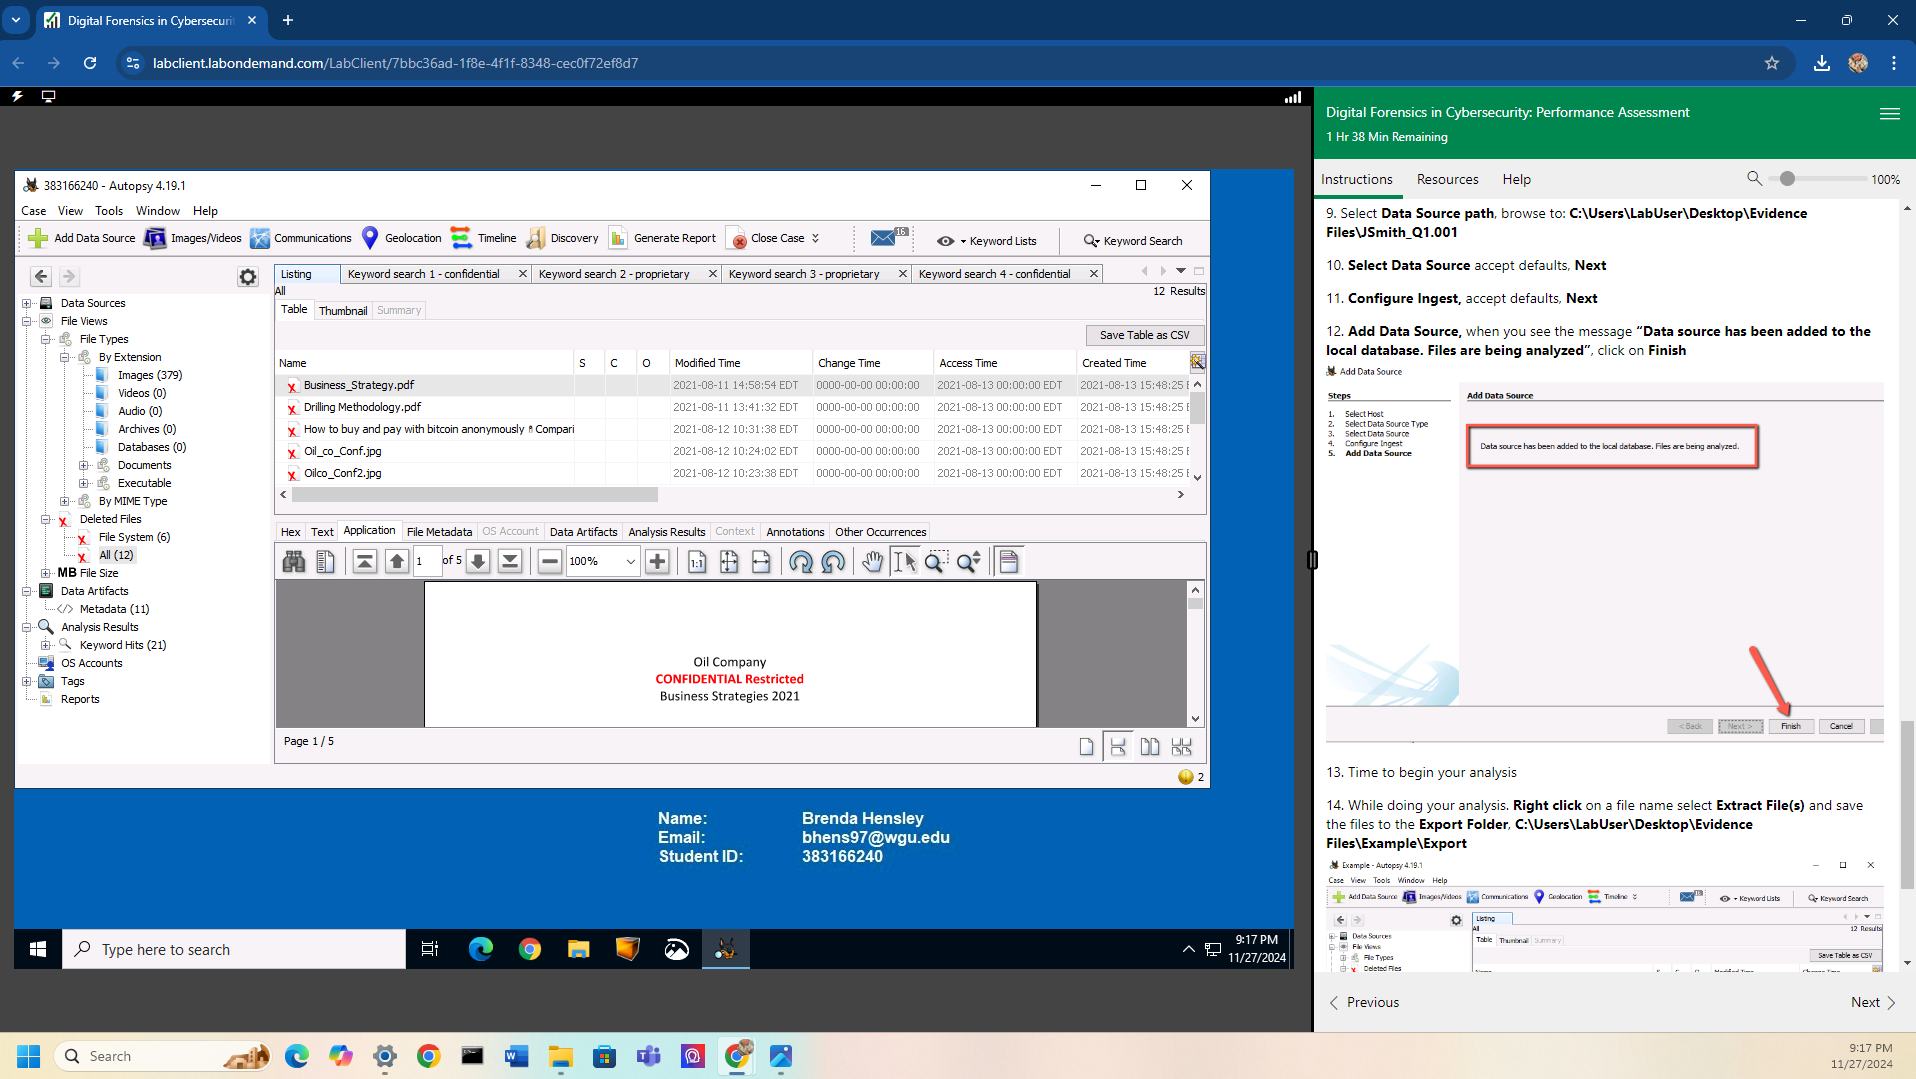 Digital Forensics in Cybersecuri
labclient.labondemand.com/LabClient/7bbc36ad-1f8e-4f1f-8348-cec0f72ef8d7
383166240 - Autopsy 4.19.1
Case View Tools Window Help
Add Data Source Images/Videos Communications Geolocation Timeline Discovery Generate Report Close Case 16 Keyword Lists Keyword Search
Data Sources
File Views
File Types
By Extension
Images (379)
Videos (0)
Audio (0)
Archives (0)
Databases (0)
Documents
Executable
By MIME Type
Deleted Files
File System (6)
All (12)
MB File Size
Data Artifacts
Metadata (11)
Analysis Results
Keyword Hits (21)
OS Accounts
Tags
Reports
Listing Keyword search 1 - confidential Keyword search 2 - proprietary Keyword search 3 - proprietary Keyword search 4 - confidential
All 12 Results
Table Thumbnail Summary
Save Table as CSV
Name S C O Modified Time Change Time Access Time Created Time
Business_Strategy.pdf 2021-08-11 14:58:54 EDT 0000-00-00 00:00:00 2021-08-13 00:00:00 EDT 2021-08-13 15:48:25 E
Drilling Methodology.pdf 2021-08-11 13:41:32 EDT 0000-00-00 00:00:00 2021-08-13 00:00:00 EDT 2021-08-13 15:48:25 E
How to buy and pay with bitcoin anonymously Compari 2021-08-12 10:31:38 EDT 0000-00-00 00:00:00 2021-08-13 00:00:00 EDT 2021-08-13 15:48:25 E
Oil_co_Conf.jpg 2021-08-12 10:24:02 EDT 0000-00-00 00:00:00 2021-08-13 00:00:00 EDT 2021-08-13 15:48:25 E
Oilco_Conf2.jpg 2021-08-12 10:23:38 EDT 0000-00-00 00:00:00 2021-08-13 00:00:00 EDT 2021-08-13 15:48:25 E
Hex Text Application File Metadata OS Account Data Artifacts Analysis Results Context Annotations Other Occurrences
1 of 5 100% 1:1
Oil Company
CONFIDENTIAL Restricted
Business Strategies 2021
Page 1 / 5
2
Name: Brenda Hensley
Email: bhens97@wgu.edu
Student ID: 383166240
Type here to search
9:17 PM
11/27/2024
Digital Forensics in Cybersecurity: Performance Assessment
1 Hr 38 Min Remaining
Instructions Resources Help 100%
9. Select Data Source path, browse to: C:\Users\LabUser\Desktop\Evidence
Files\JSmith_Q1.001
10. Select Data Source accept defaults, Next
11. Configure Ingest, accept defaults, Next
12. Add Data Source, when you see the message “Data source has been added to the
local database. Files are being analyzed”, click on Finish
Add Data Source
Steps Add Data Source
1. Select Host
2. Select Data Source Type
3. Select Data Source
4. Configure Ingest
5. Add Data Source
Data source has been added to the local database. Files are being analyzed.
< Back Next > Finish Cancel
13. Time to begin your analysis
14. While doing your analysis. Right click on a file name select Extract File(s) and save
the files to the Export Folder, C:\Users\LabUser\Desktop\Evidence
Files\Example\Export
Example - Autopsy 4.19.1
Case View Tools Window Help
Add Data Source Images/Videos Communications Geolocation Timeline Keyword Lists Keyword Search
Listing
Data Sources
File Views
File Types
Deleted Files
All 12 Results
Table Thumbnail Summary
Save Table as CSV
Previous Next
Search
9:17 PM
11/27/2024